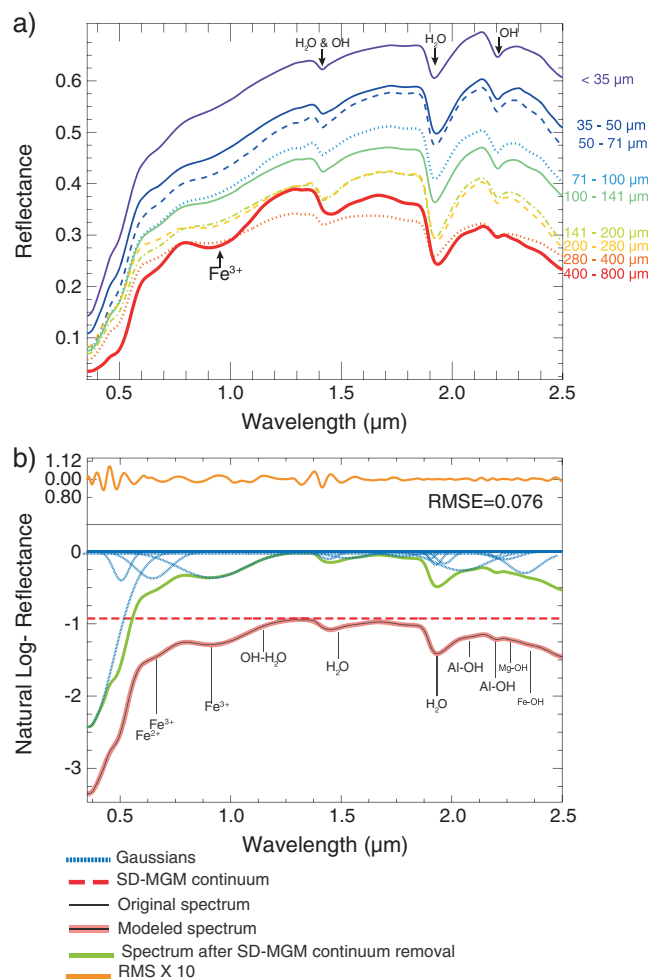 a)
H₂O & OH
H₂O
OH
< 35 µm
0.6
35 - 50 µm
0.5
50 - 71 µm
71 - 100 µm
0.4
100 - 141 µm
141 - 200 µm
0.3
200 - 280 µm
280 - 400 µm
Fe³⁺
400 - 800 µm
0.2
0.1
Reflectance
0.5 1.0 1.5 2.0 2.5
Wavelength (µm)
b)
1.12
0.00
0.80
RMSE=0.076
0
-1
-2
-3
Natural Log- Reflectance
OH-H₂O
H₂O
Al-OH
Mg-OH
Al-OH
Fe-OH
H₂O
Fe³⁺
Fe³⁺
Fe²⁺
0.5 1.0 1.5 2.0 2.5
Wavelength (µm)
Gaussians
SD-MGM continuum
Original spectrum
Modeled spectrum
Spectrum after SD-MGM continuum removal
RMS X 10